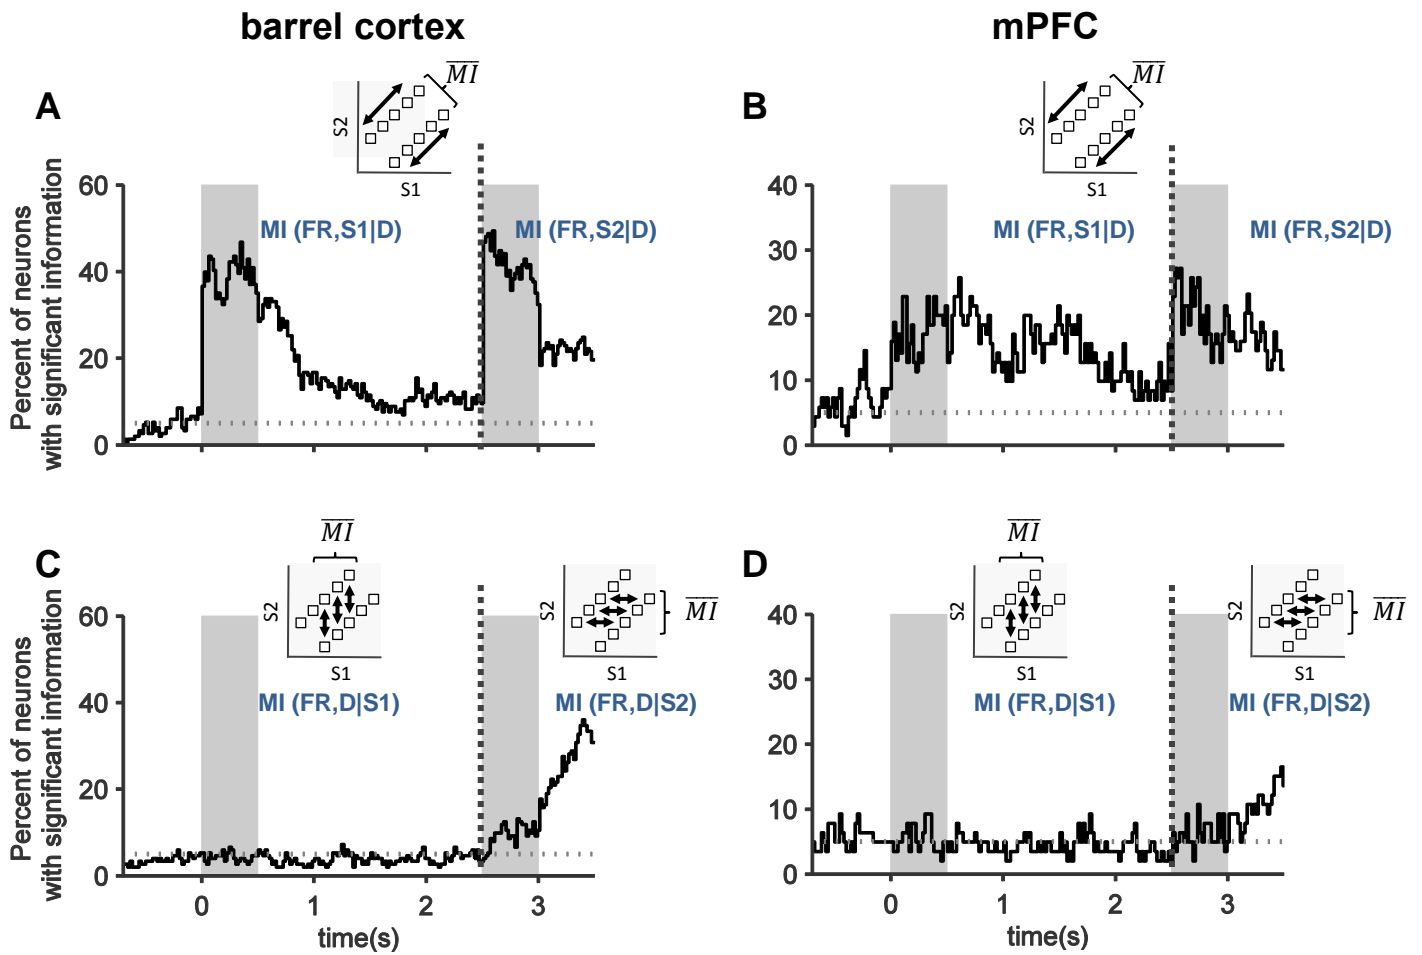 barrel cortex
mPFC
A
MI
S2
S1
B
MI
S2
S1
Percent of neurons
with significant information
60
40
20
0
MI (FR,S1|D)
MI (FR,S2|D)
40
30
20
10
0
MI (FR,S1|D)
MI (FR,S2|D)
C
MI
S2
S1
S2
MI
S1
D
MI
S2
S1
S2
MI
S1
Percent of neurons
with significant information
60
40
20
0
MI (FR,D|S1)
MI (FR,D|S2)
40
30
20
10
0
MI (FR,D|S1)
MI (FR,D|S2)
0
1
2
3
time(s)
0
1
2
3
time(s)